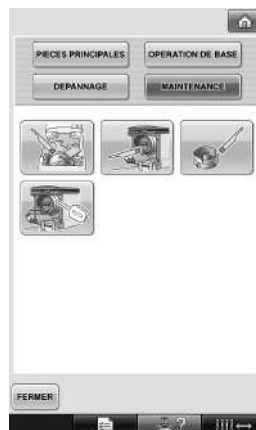 PIECES PRINCIPALES OPERATION DE BASE
DEPANNAGE MAINTENANCE
FERMER
?